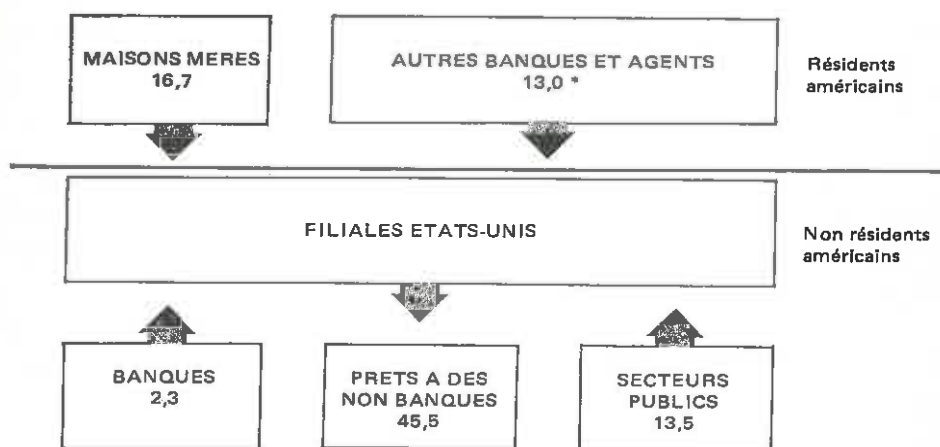 MAISONS MERES
16,7
AUTRES BANQUES ET AGENTS
13,0 *
Résidents
américains
FILIALES ETATS-UNIS
Non résidents
américains
BANQUES
2,3
PRETS A DES
NON BANQUES
45,5
SECTEURS
PUBLICS
13,5